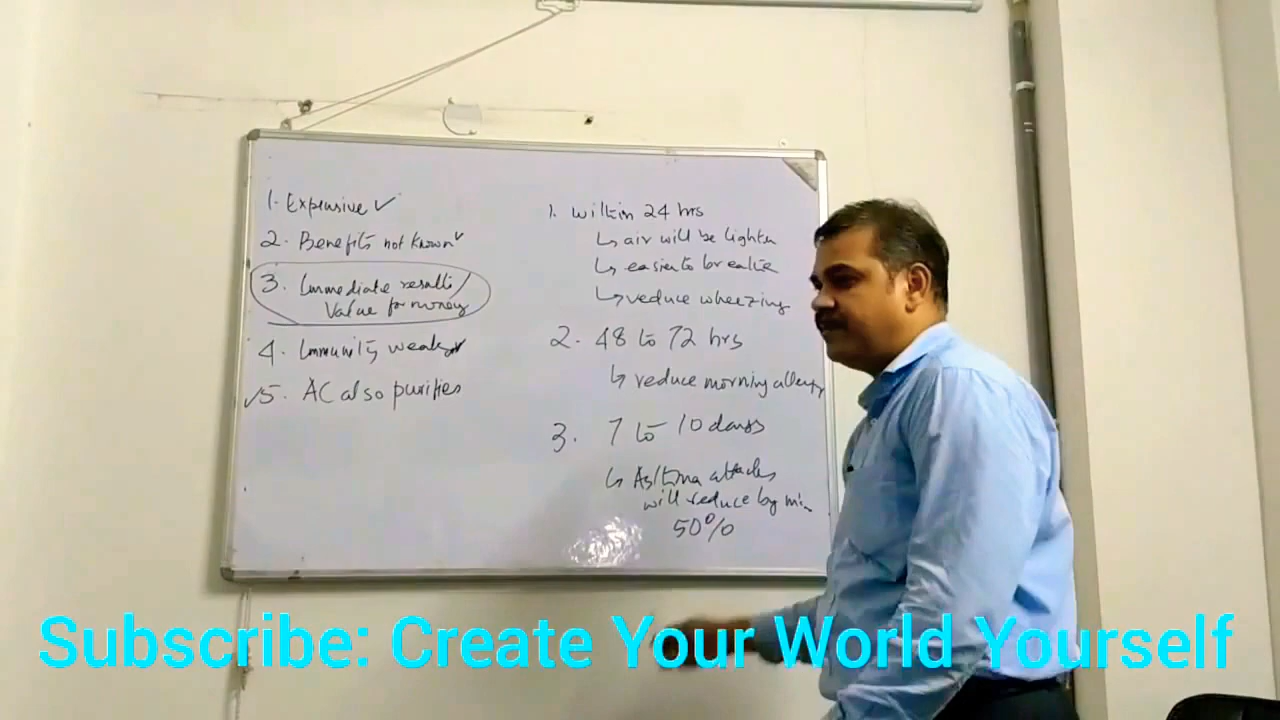 1. Expensive ✓
2. Benefits not known ✓
3. Immediate results/
Value for money
4. Immunity weak
✓5. AC also purifies
1. within 24 hrs
↳ air will be lighter
↳ easier to breathe
↳ reduce wheezing
2. 48 to 72 hrs
↳ reduce morning allergy
3. 7 to 10 days
↳ Asthma attacks
will reduce by min
50%
Subscribe: Create Your World Yourself